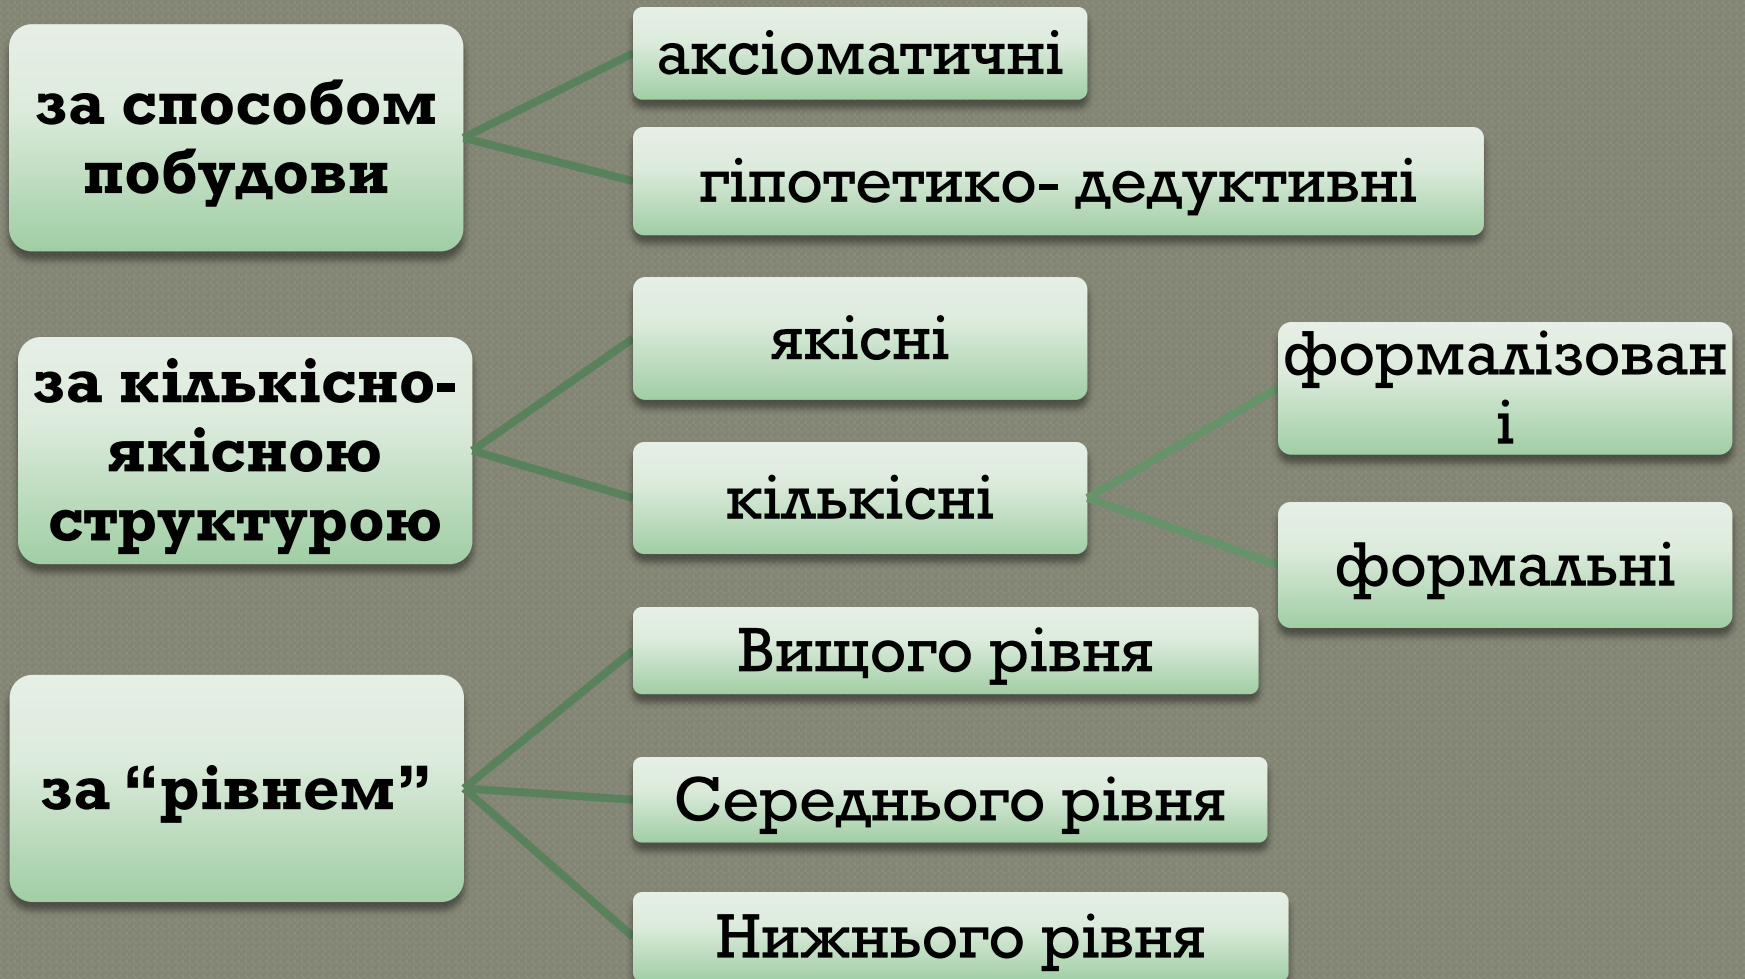 за способом
побудови
аксіоматичні
гіпотетико- дедуктивні
за кількісно-
якісною
структурою
якісні
кількісні
формалізован
і
формальні
за “рівнем”
Вищого рівня
Середнього рівня
Нижнього рівня